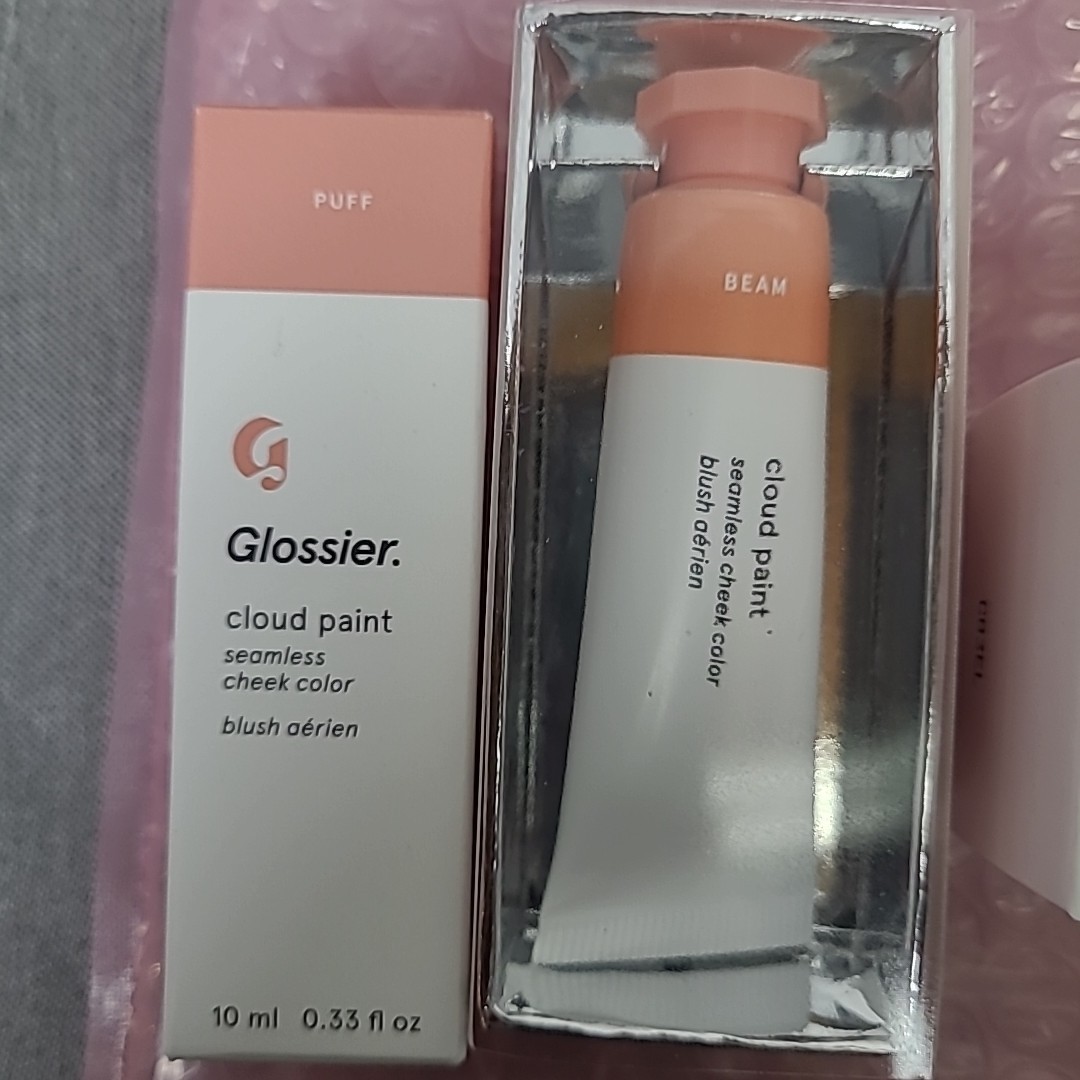 PUFF
G
Glossier.
cloud paint
seamless
cheek color
blush aérien
10 ml 0.33 fl oz
BEAM
cloud paint
seamless cheek color
blush aérien